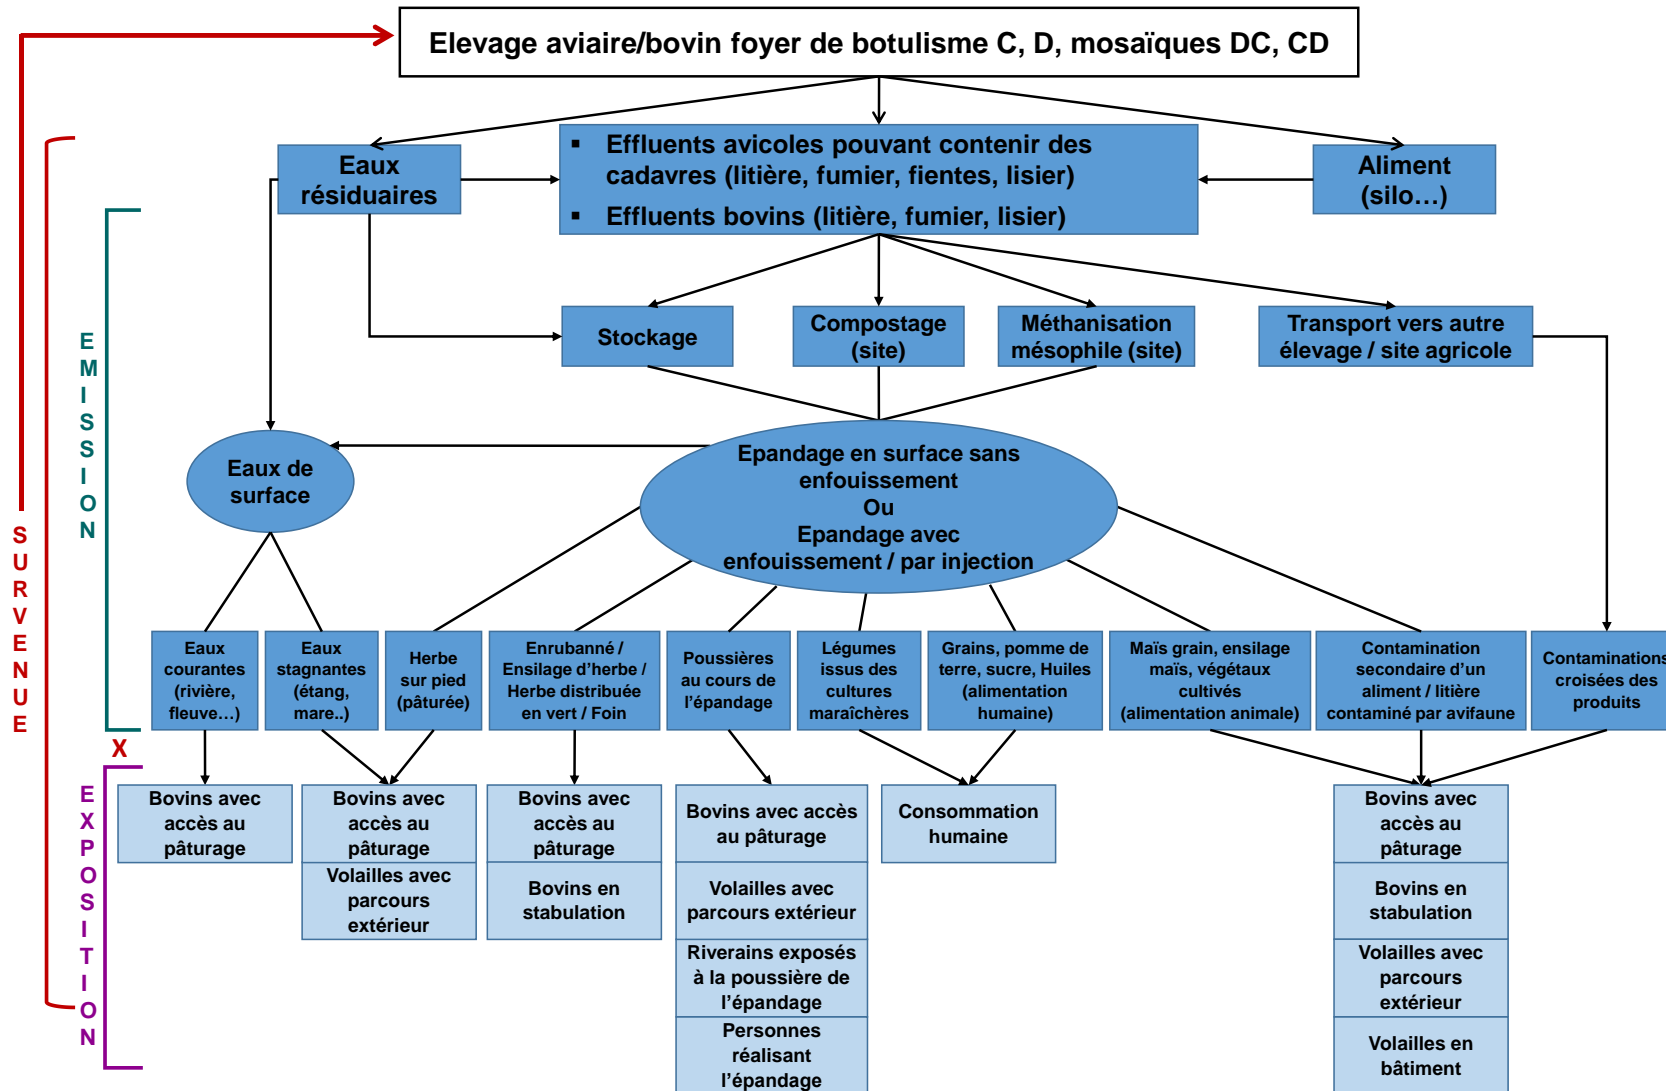 Elevage aviaire/bovin foyer de botulisme C, D, mosaïques DC, CD
Eaux
résiduaires
▪ Effluents avicoles pouvant contenir des
cadavres (litière, fumier, fientes, lisier)
▪ Effluents bovins (litière, fumier, lisier)
Aliment
(silo…)
Stockage
Compostage
(site)
Méthanisation
mésophile (site)
Transport vers autre
élevage / site agricole
Eaux de
surface
Epandage en surface sans
enfouissement
Ou
Epandage avec
enfouissement / par injection
SURVENUE
EMISSION
X
EXPOSITION
Eaux
courantes
(rivière,
fleuve…)
Eaux
stagnantes
(étang,
mare..)
Herbe
sur pied
(pâturée)
Enrubanné /
Ensilage d’herbe /
Herbe distribuée
en vert / Foin
Poussières
au cours de
l’épandage
Légumes
issus des
cultures
maraîchères
Grains, pomme de
terre, sucre, Huiles
(alimentation
humaine)
Maïs grain, ensilage
maïs, végétaux
cultivés
(alimentation animale)
Contamination
secondaire d’un
aliment / litière
contaminé par avifaune
Contaminations
croisées des
produits
Bovins avec
accès au
pâturage
Bovins avec
accès au
pâturage
Volailles avec
parcours
extérieur
Bovins avec
accès au
pâturage
Bovins en
stabulation
Bovins avec accès
au pâturage
Volailles avec
parcours extérieur
Riverains exposés
à la poussière de
l’épandage
Personnes
réalisant
l’épandage
Consommation
humaine
Bovins avec
accès au
pâturage
Bovins en
stabulation
Volailles avec
parcours
extérieur
Volailles en
bâtiment